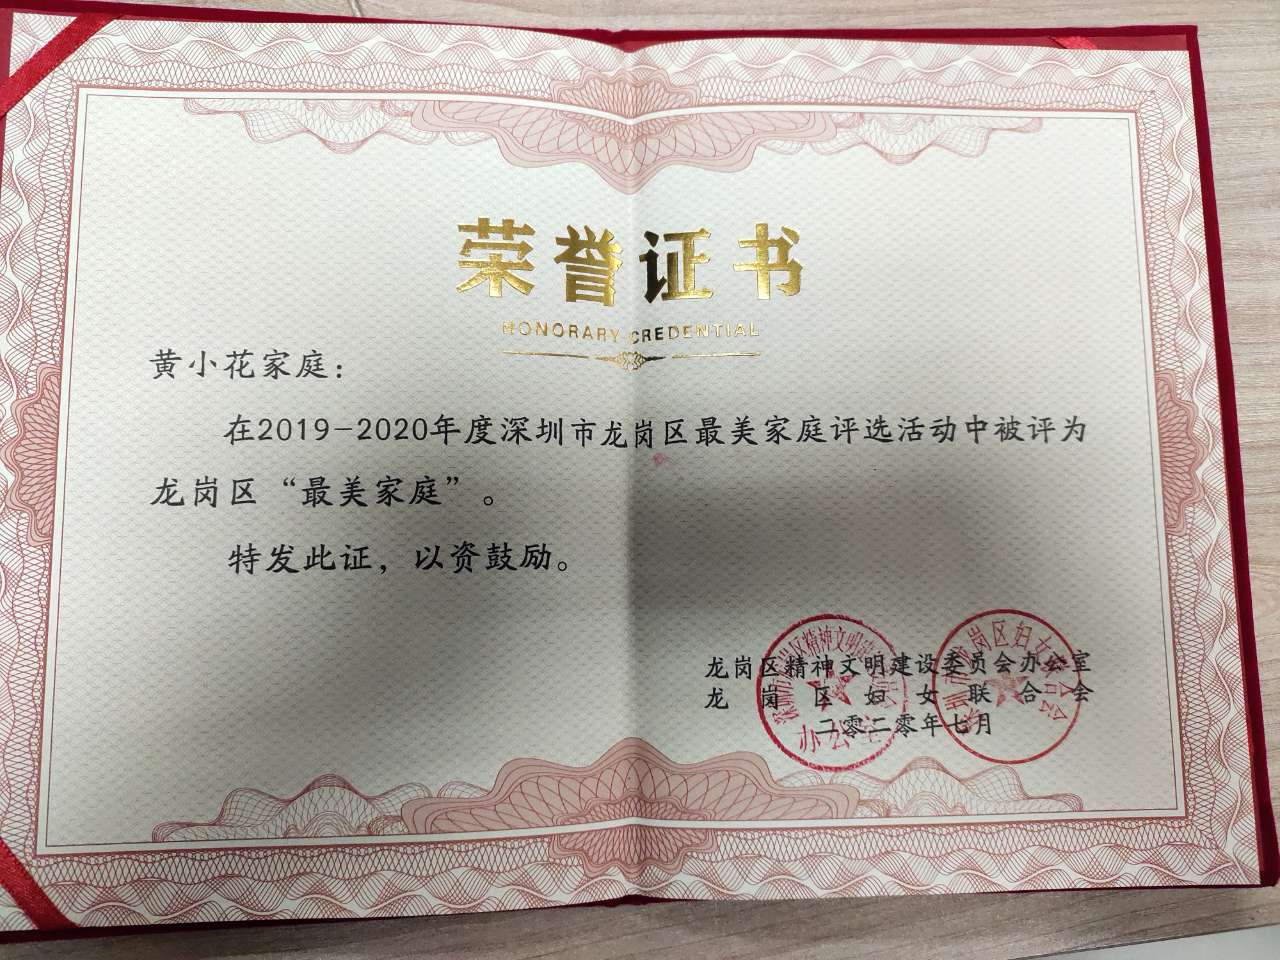 荣誉证书
HONORARY CREDENTIAL
黄小花家庭：
在2019-2020年度深圳市龙岗区最美家庭评选活动中被评为
龙岗区“最美家庭”。
特发此证，以资鼓励。
龙岗区精神文明建设委员会办公室
龙岗区妇女联合会
二零二零年七月
办公室